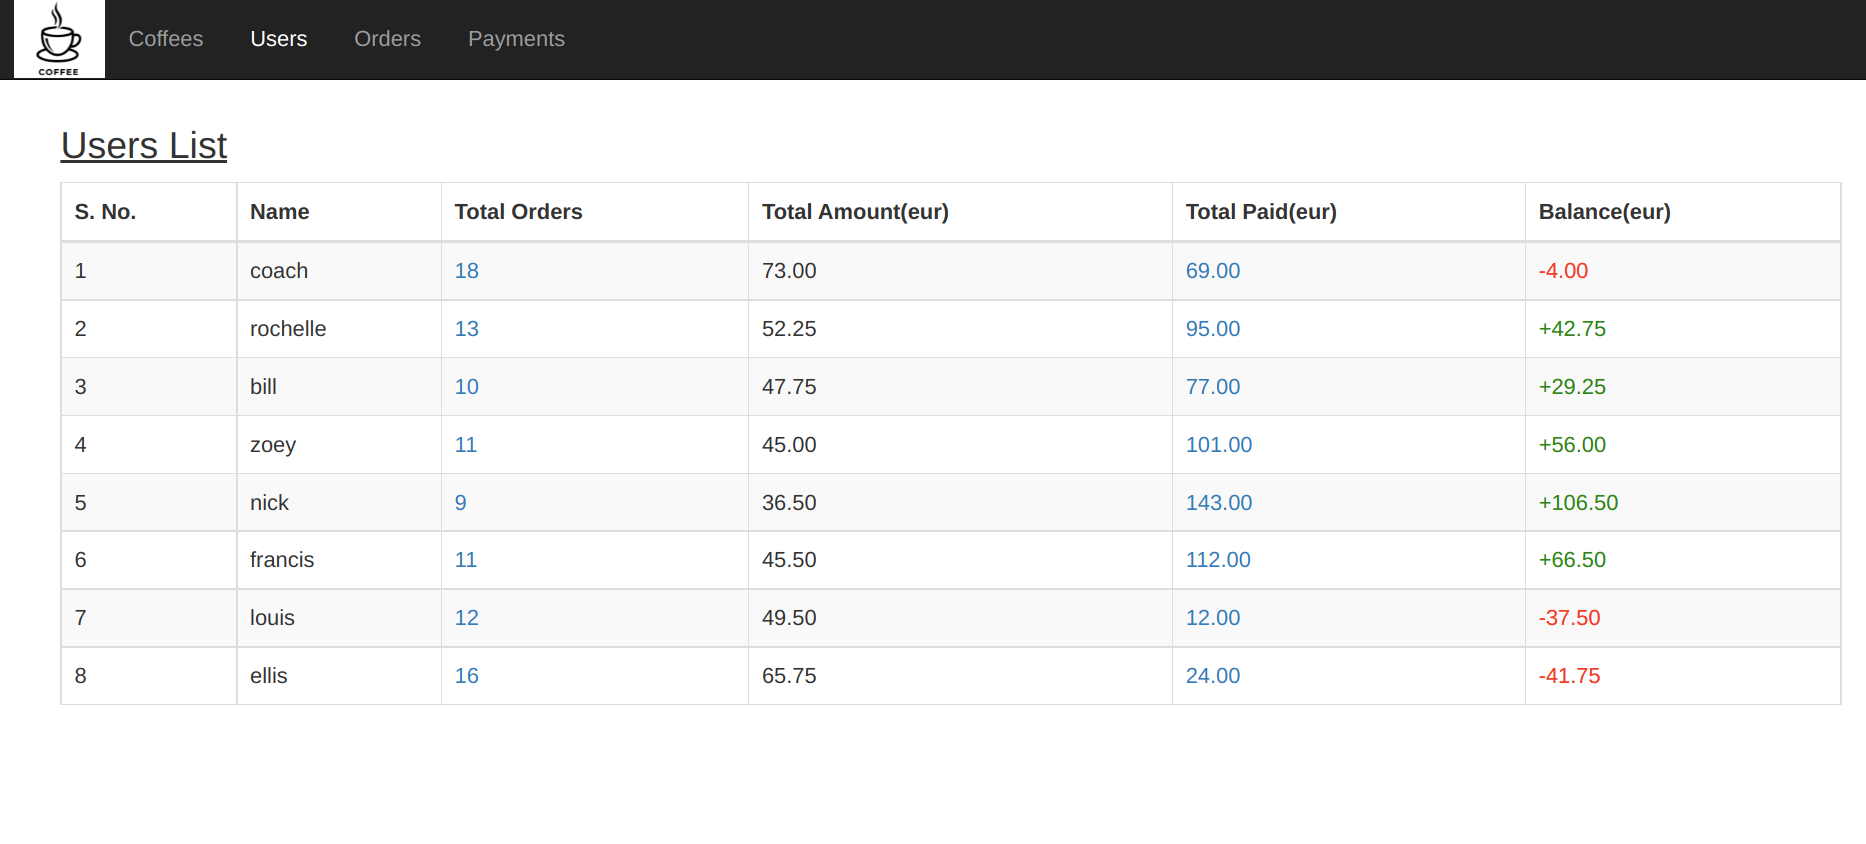 COFFEE
Coffees Users Orders Payments
Users List
S. No. Name Total Orders Total Amount(eur) Total Paid(eur) Balance(eur)
1 coach 18 73.00 69.00 -4.00
2 rochelle 13 52.25 95.00 +42.75
3 bill 10 47.75 77.00 +29.25
4 zoey 11 45.00 101.00 +56.00
5 nick 9 36.50 143.00 +106.50
6 francis 11 45.50 112.00 +66.50
7 louis 12 49.50 12.00 -37.50
8 ellis 16 65.75 24.00 -41.75